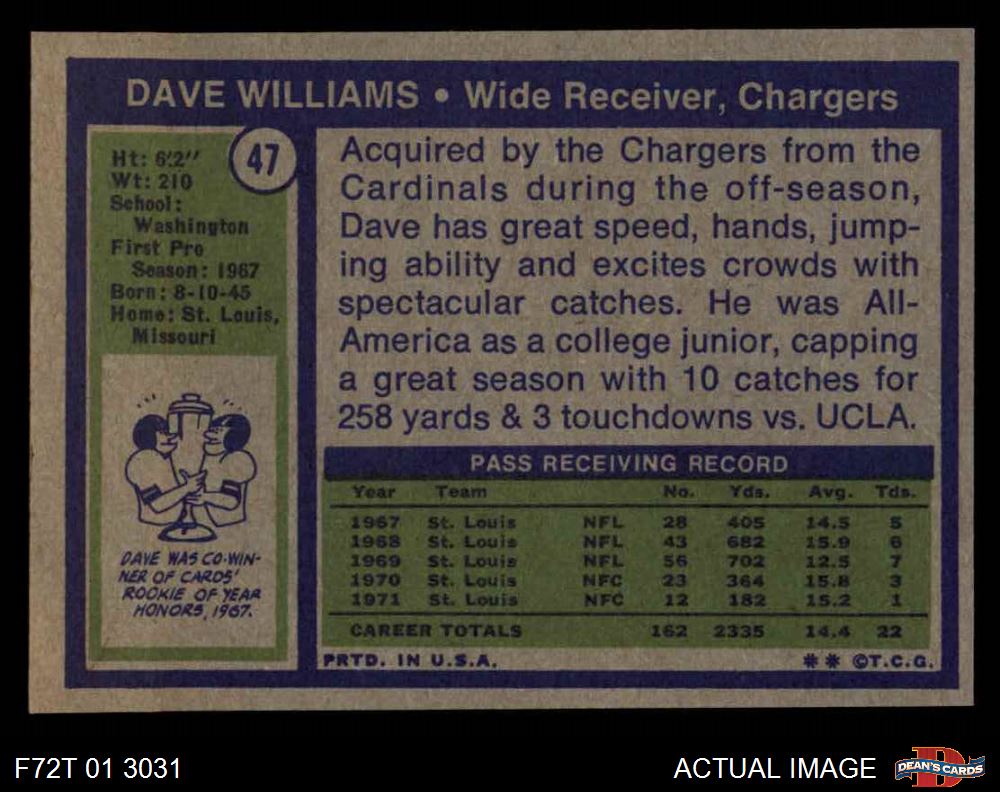 DAVE WILLIAMS • Wide Receiver, Chargers
47
Ht: 6'2"
Wt: 210
School:
Washington
First Pro
Season: 1967
Born: 8-10-45
Home: St. Louis,
Missouri
DAVE WAS CO-WIN-
NER OF CARDS'
ROOKIE OF YEAR
HONORS, 1967.
Acquired by the Chargers from the
Cardinals during the off-season,
Dave has great speed, hands, jump-
ing ability and excites crowds with
spectacular catches. He was All-
America as a college junior, capping
a great season with 10 catches for
258 yards & 3 touchdowns vs. UCLA.
PASS RECEIVING RECORD
Year Team No. Yds. Avg. Tds.
1967 St. Louis NFL 28 405 14.5 5
1968 St. Louis NFL 43 682 15.9 6
1969 St. Louis NFL 56 702 12.5 7
1970 St. Louis NFC 23 364 15.8 3
1971 St. Louis NFC 12 182 15.2 1
CAREER TOTALS 162 2335 14.4 22
PRTD. IN U.S.A. ** ©T.C.G.
F72T 01 3031 ACTUAL IMAGE DEAN'S CARDS